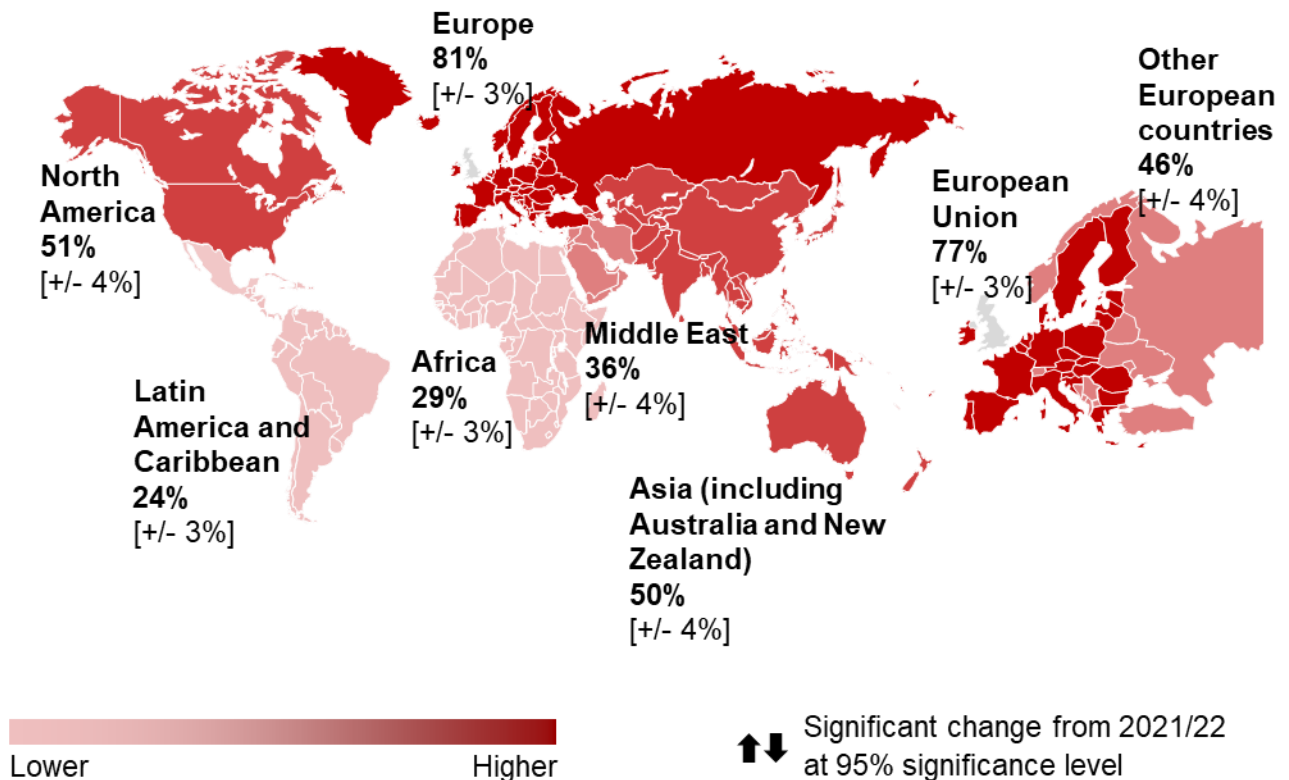 Europe
81%
[+/- 3%]
Other
European
countries
46%
[+/- 4%]
North
America
51%
[+/- 4%]
European
Union
77%
[+/- 3%]
Middle East
36%
[+/- 4%]
Africa
29%
[+/- 3%]
Latin
America and
Caribbean
24%
[+/- 3%]
Asia (including
Australia and New
Zealand)
50%
[+/- 4%]
Lower
Higher
Significant change from 2021/22
at 95% significance level